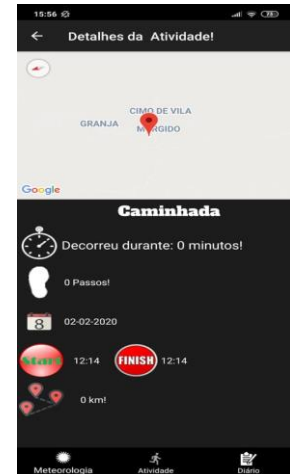 15:56
Detalhes da Atividade!
CIMO DE VILA
GRANJA
MARGIDO
Google
Caminhada
Decorreu durante: 0 minutos!
0 Passos!
8 02-02-2020
Start 12:14 FINISH 12:14
0 km!
Meteorologia Atividade Diário